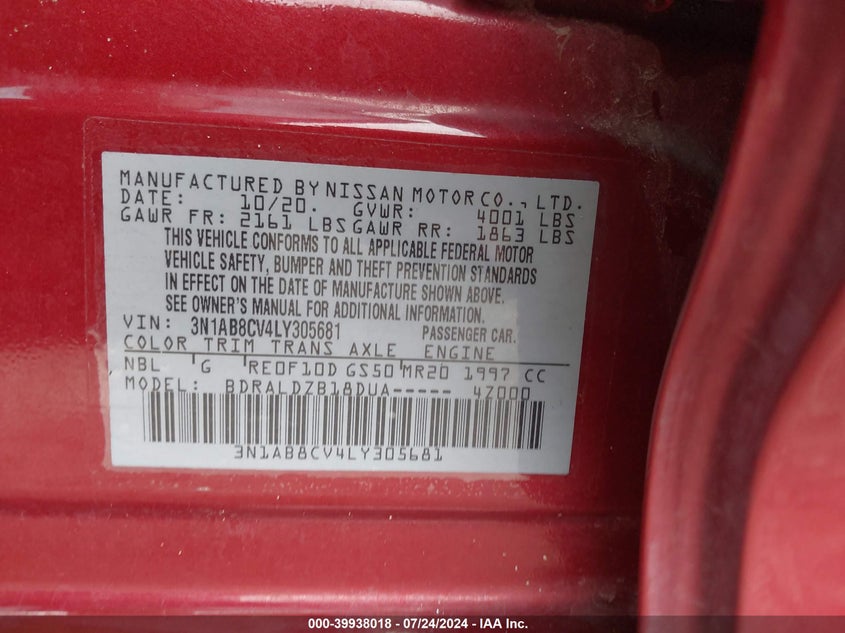 MANUFACTURED BY NISSAN MOTOR CO., LTD.
DATE: 10/20. GVWR: 4001 LBS
GAWR FR: 2161 LBS GAWR RR: 1863 LBS
THIS VEHICLE CONFORMS TO ALL APPLICABLE FEDERAL MOTOR
VEHICLE SAFETY, BUMPER AND THEFT PREVENTION STANDARDS
IN EFFECT ON THE DATE OF MANUFACTURE SHOWN ABOVE.
SEE OWNER'S MANUAL FOR ADDITIONAL INFORMATION.
VIN: 3N1AB8CV4LY305681 PASSENGER CAR.
COLOR TRIM TRANS AXLE ENGINE
NBL G RE0F10D GS50 MR20 1997 CC
MODEL: BDRALDZB18DUA----- 4Z000
3N1AB8CV4LY305681
000-39938018 / 07/24/2024 - IAA Inc.